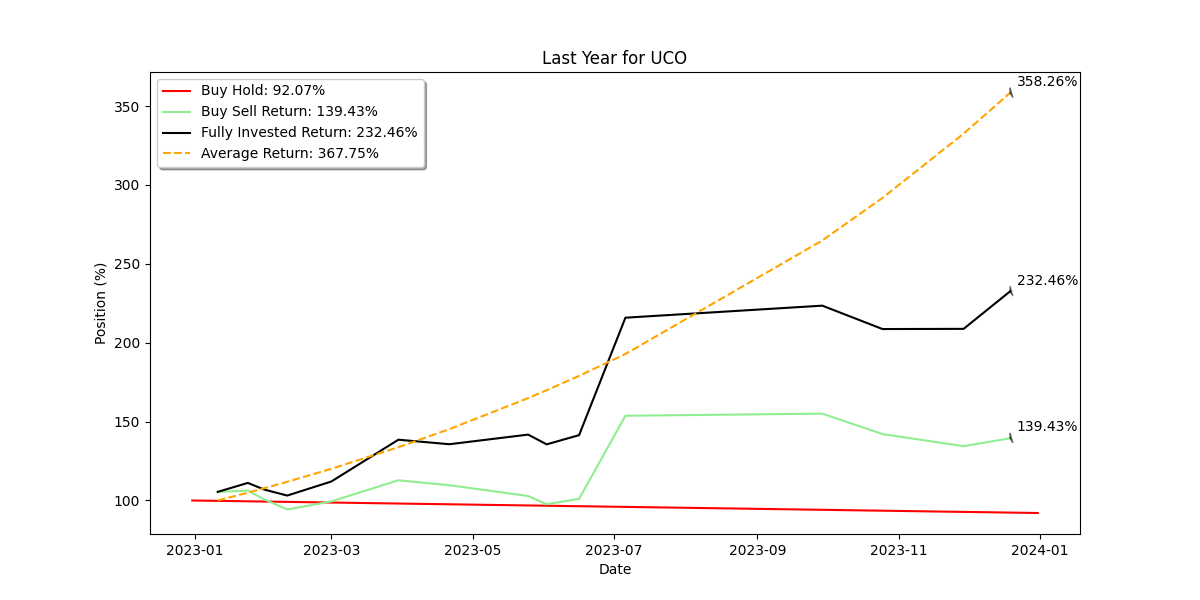 Last Year for UCO
Buy Hold: 92.07%
Buy Sell Return: 139.43%
Fully Invested Return: 232.46%
Average Return: 367.75%
358.26%
232.46%
139.43%
Position (%)
350
300
250
200
150
100
2023-01
2023-03
2023-05
2023-07
2023-09
2023-11
2024-01
Date